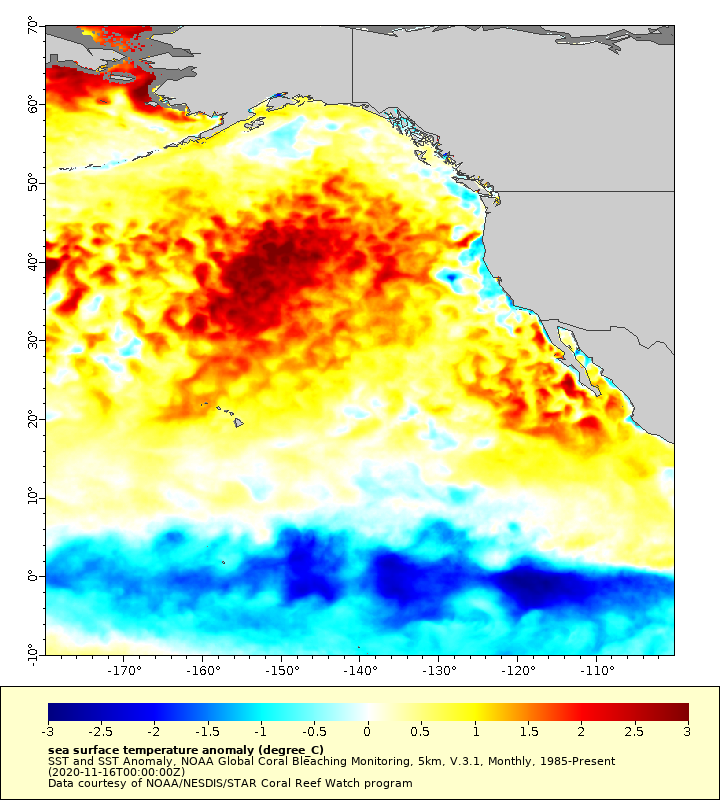 70°
60°
50°
40°
30°
20°
10°
0°
-10°
-170° -160° -150° -140° -130° -120° -110°
-3 -2.5 -2 -1.5 -1 -0.5 0 0.5 1 1.5 2 2.5 3
sea surface temperature anomaly (degree_C)
SST and SST Anomaly, NOAA Global Coral Bleaching Monitoring, 5km, V.3.1, Monthly, 1985-Present
(2020-11-16T00:00:00Z)
Data courtesy of NOAA/NESDIS/STAR Coral Reef Watch program